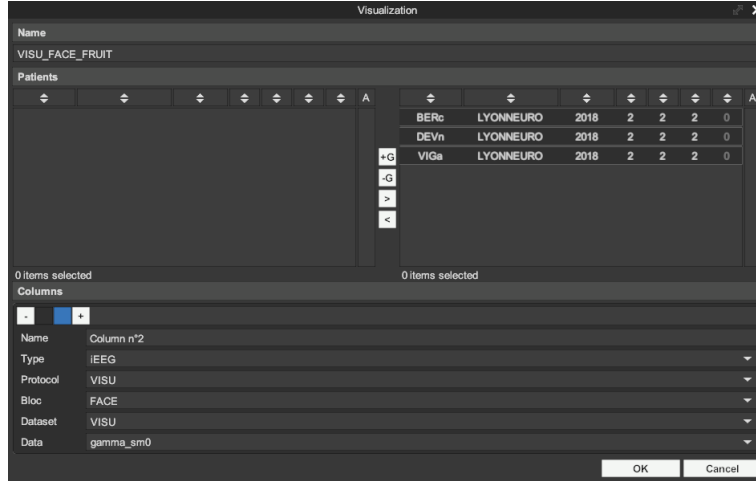 Visualization
Name
VISU_FACE_FRUIT
Patients
A A
BERc LYONNEURO 2018 2 2 2 0
DEVn LYONNEURO 2018 2 2 2 0
+G VIGa LYONNEURO 2018 2 2 2 0
-G
>
<
0 items selected 0 items selected
Columns
- +
Name Column n°2
Type iEEG
Protocol VISU
Bloc FACE
Dataset VISU
Data gamma_sm0
OK Cancel